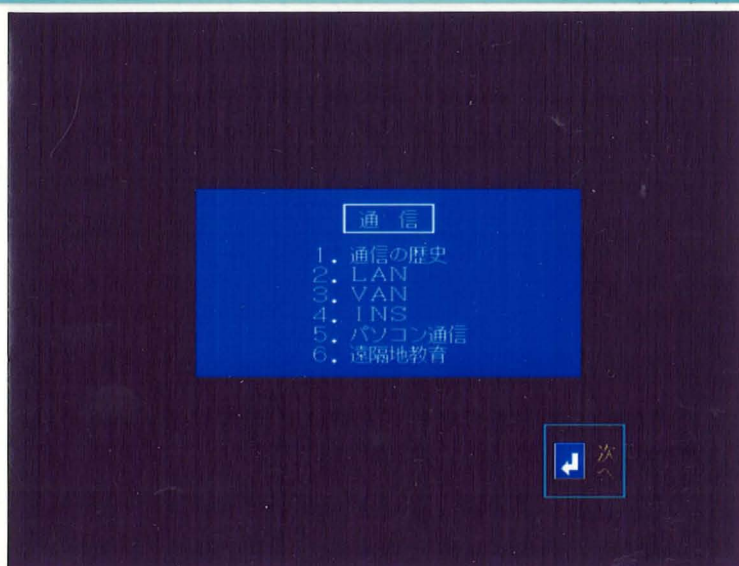 通 信
1. 通信の歴史
2. LAN
3. VAN
4. INS
5. パソコン通信
6. 遠隔地教育
次へ